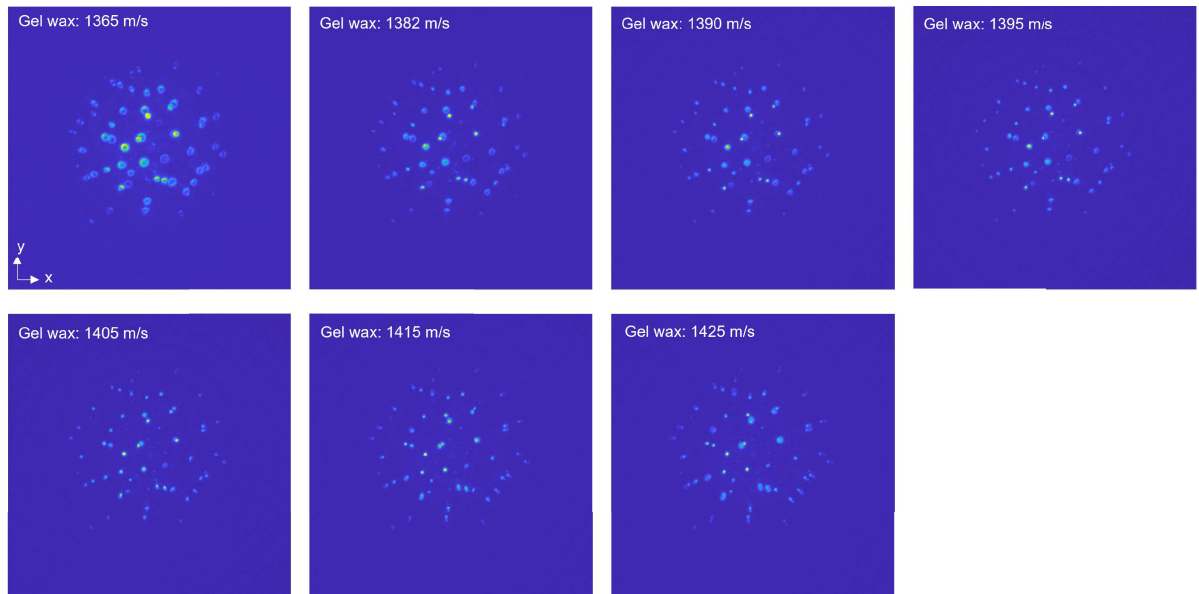 Gel wax: 1365 m/s
Gel wax: 1382 m/s
Gel wax: 1390 m/s
Gel wax: 1395 m/s
y
x
Gel wax: 1405 m/s
Gel wax: 1415 m/s
Gel wax: 1425 m/s